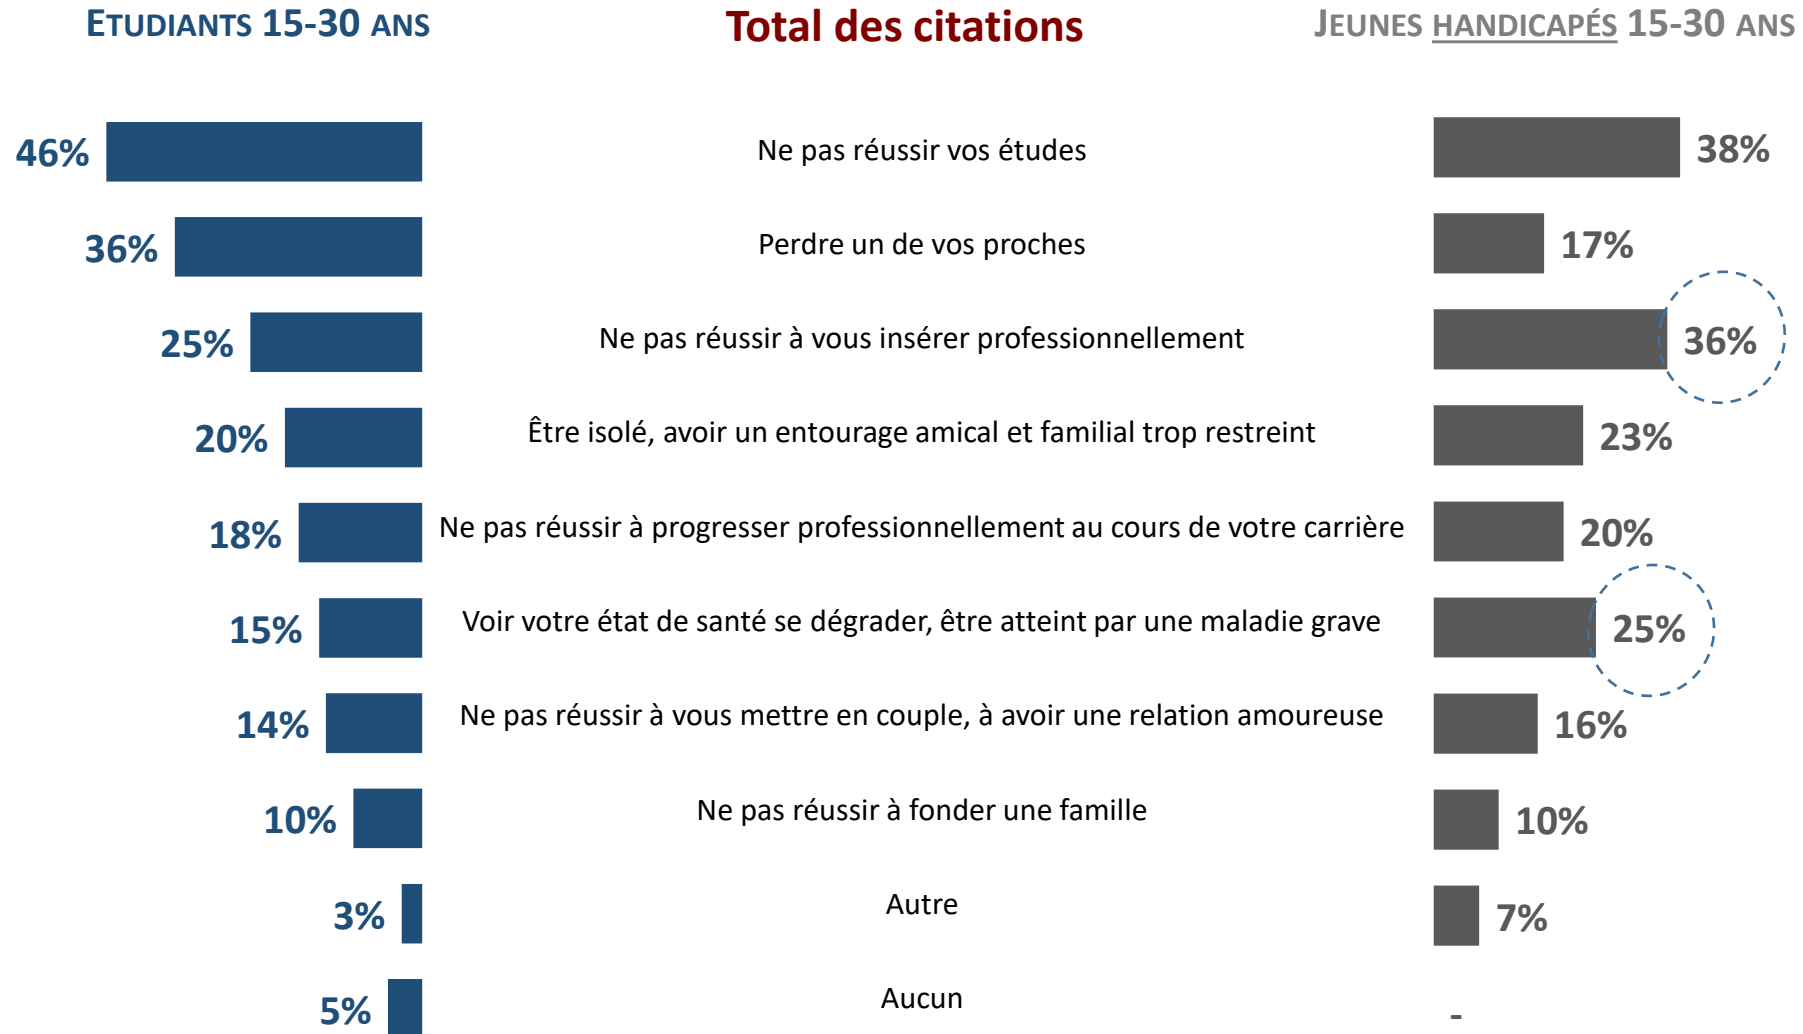 ETUDIANTS 15-30 ANS
Total des citations
JEUNES HANDICAPÉS 15-30 ANS
46%
Ne pas réussir vos études
38%
36%
Perdre un de vos proches
17%
25%
Ne pas réussir à vous insérer professionnellement
36%
20%
Être isolé, avoir un entourage amical et familial trop restreint
23%
18%
Ne pas réussir à progresser professionnellement au cours de votre carrière
20%
15%
Voir votre état de santé se dégrader, être atteint par une maladie grave
25%
14%
Ne pas réussir à vous mettre en couple, à avoir une relation amoureuse
16%
10%
Ne pas réussir à fonder une famille
10%
3%
Autre
7%
5%
Aucun
-